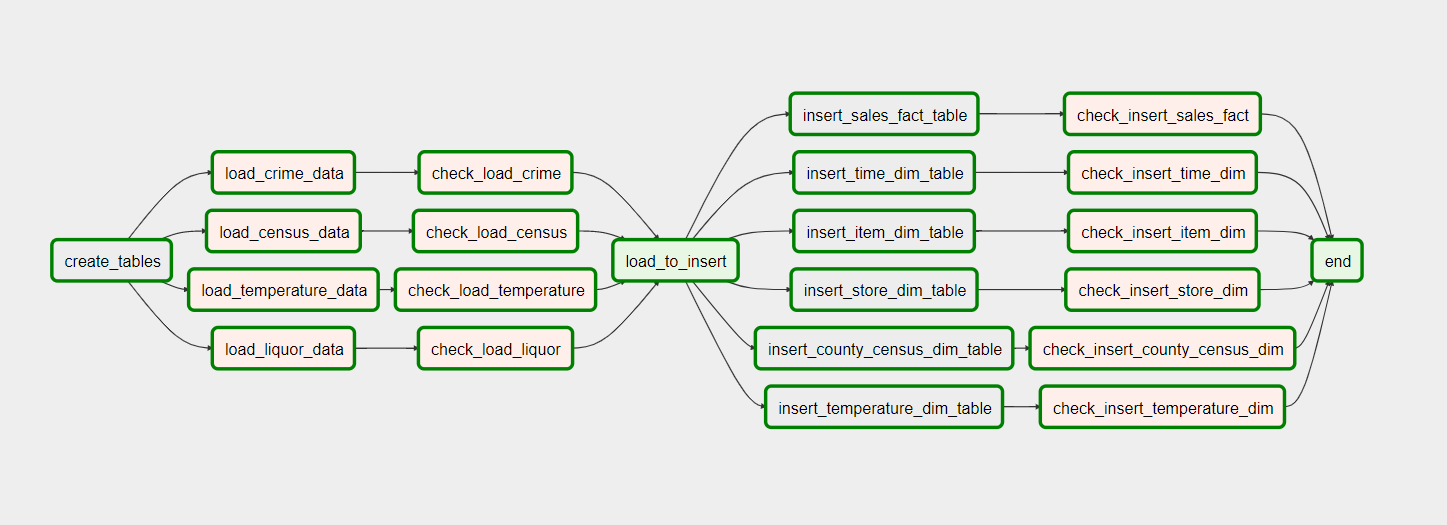 create_tables
load_crime_data
load_census_data
load_temperature_data
load_liquor_data
check_load_crime
check_load_census
check_load_temperature
check_load_liquor
load_to_insert
insert_sales_fact_table
insert_time_dim_table
insert_item_dim_table
insert_store_dim_table
insert_county_census_dim_table
insert_temperature_dim_table
check_insert_sales_fact
check_insert_time_dim
check_insert_item_dim
check_insert_store_dim
check_insert_county_census_dim
check_insert_temperature_dim
end